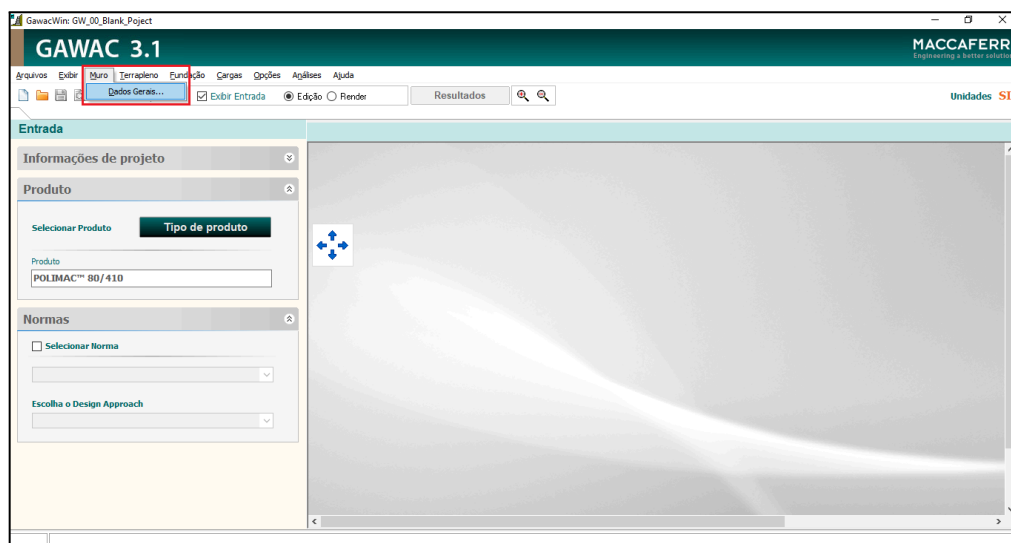 GawacWin: GW_00_Blank_Poject
GAWAC 3.1
MACCAFERR
Engineering a better solutio
Arquivos Exibir Muro Terrapleno Fundação Cargas Opções Análises Ajuda
Dados Gerais...
Exibir Entrada Edição Render Resultados Unidades SI
Entrada
Informações de projeto
Produto
Selecionar Produto Tipo de produto
Produto
POLIMAC™ 80/410
Normas
Selecionar Norma
Escolha o Design Approach